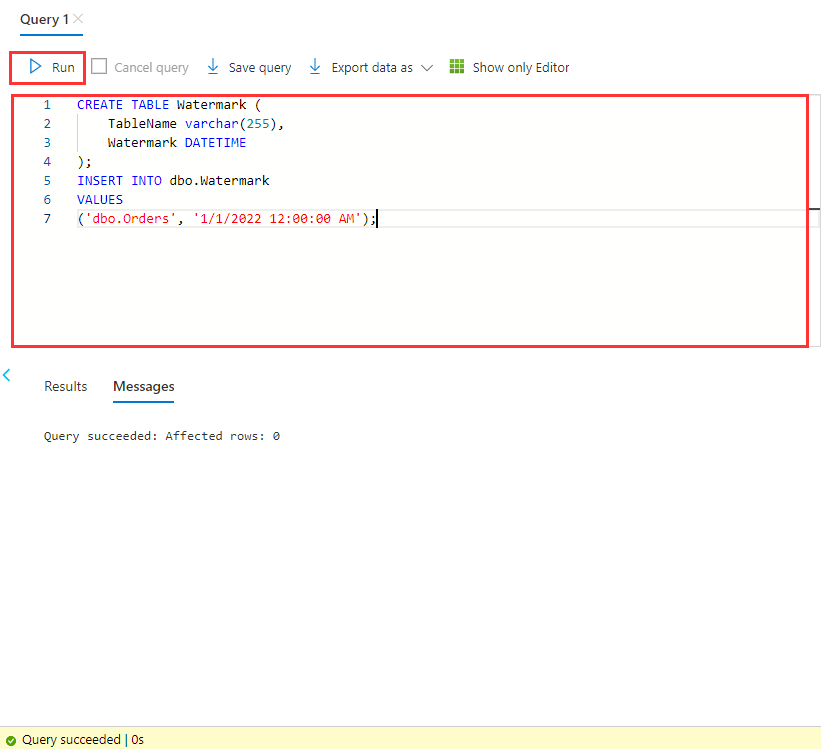 Query 1
Run Cancel query Save query Export data as Show only Editor
1 CREATE TABLE Watermark (
2 TableName varchar(255),
3 Watermark DATETIME
4 );
5 INSERT INTO dbo.Watermark
6 VALUES
7 ('dbo.Orders', '1/1/2022 12:00:00 AM');
Results Messages
Query succeeded: Affected rows: 0
Query succeeded | 0s